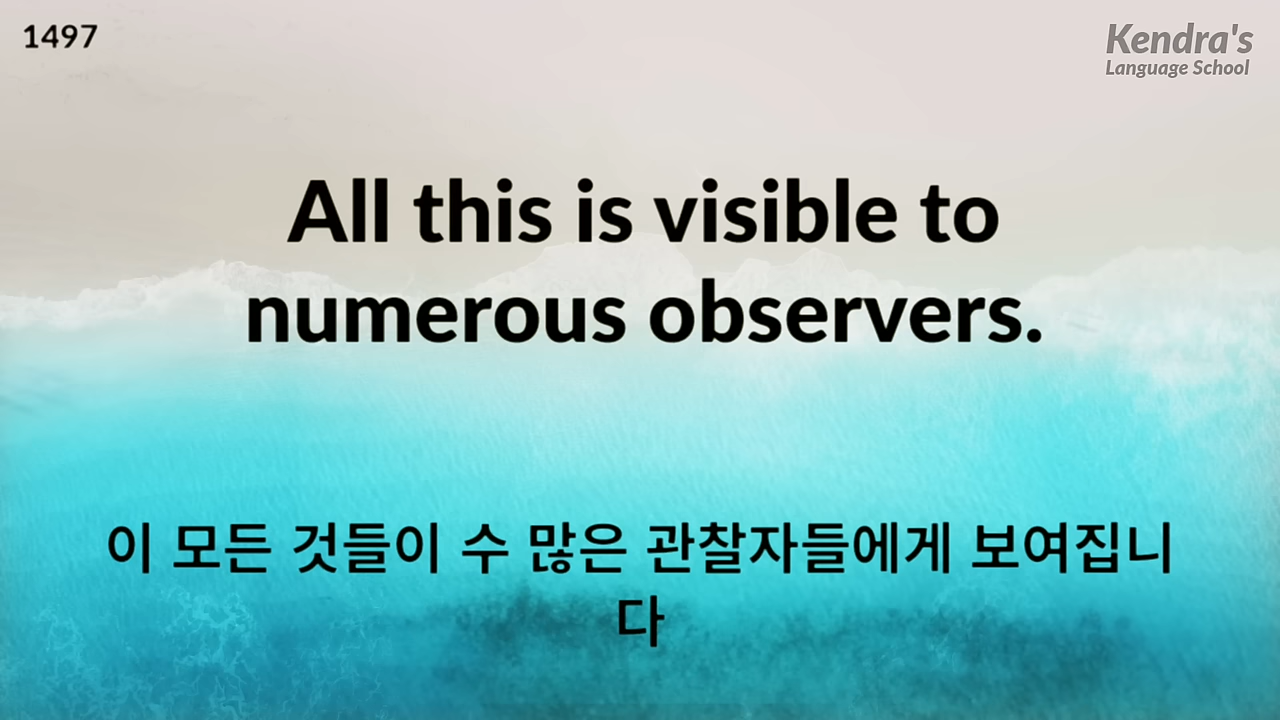 1497
Kendra's
Language School
All this is visible to
numerous observers.
이 모든 것들이 수 많은 관찰자들에게 보여집니
다